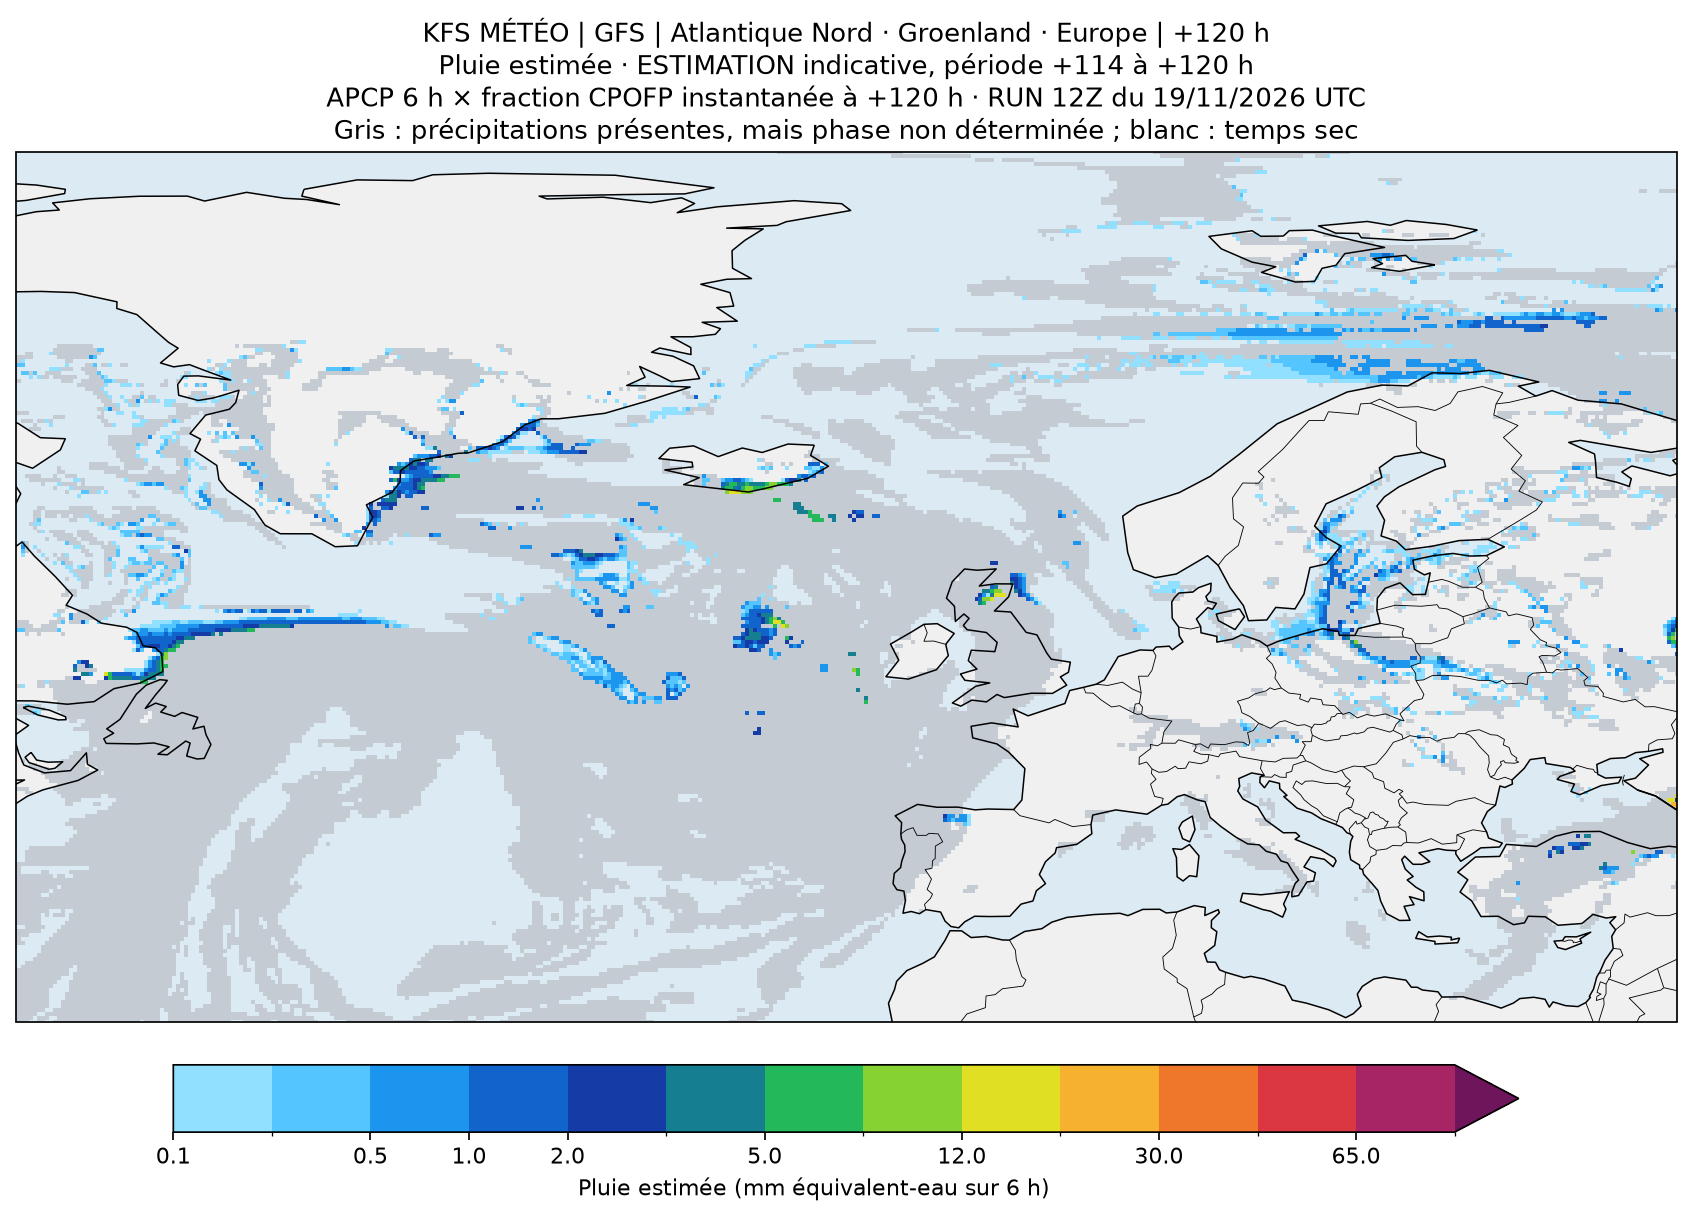 KFS MÉTÉO | GFS | Atlantique Nord · Groenland · Europe | +120 h
Pluie estimée · ESTIMATION indicative, période +114 à +120 h
APCP 6 h × fraction CPOFP instantanée à +120 h · RUN 12Z du 19/11/2026 UTC
Gris : précipitations présentes, mais phase non déterminée ; blanc : temps sec
0.1 0.5 1.0 2.0 5.0 12.0 30.0 65.0
Pluie estimée (mm équivalent-eau sur 6 h)